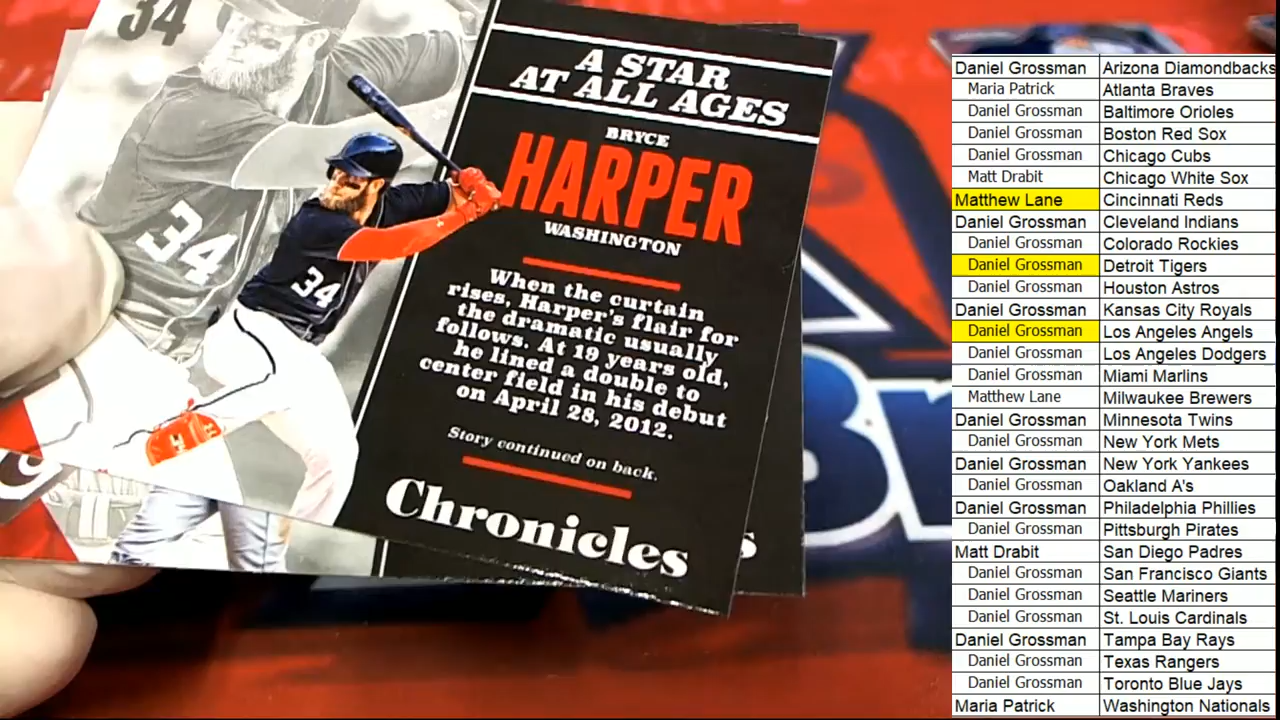 34
34
34
A STAR
AT ALL AGES
BRYCE
HARPER
WASHINGTON
When the curtain
rises, Harper's flair for
the dramatic usually
follows. At 19 years old,
he lined a double to
center field in his debut
on April 28, 2012.
Story continued on back.
Chronicles
s
Daniel Grossman Arizona Diamondbacks
Maria Patrick Atlanta Braves
Daniel Grossman Baltimore Orioles
Daniel Grossman Boston Red Sox
Daniel Grossman Chicago Cubs
Matt Drabit Chicago White Sox
Matthew Lane Cincinnati Reds
Daniel Grossman Cleveland Indians
Daniel Grossman Colorado Rockies
Daniel Grossman Detroit Tigers
Daniel Grossman Houston Astros
Daniel Grossman Kansas City Royals
Daniel Grossman Los Angeles Angels
Daniel Grossman Los Angeles Dodgers
Daniel Grossman Miami Marlins
Matthew Lane Milwaukee Brewers
Daniel Grossman Minnesota Twins
Daniel Grossman New York Mets
Daniel Grossman New York Yankees
Daniel Grossman Oakland A's
Daniel Grossman Philadelphia Phillies
Daniel Grossman Pittsburgh Pirates
Matt Drabit San Diego Padres
Daniel Grossman San Francisco Giants
Daniel Grossman Seattle Mariners
Daniel Grossman St. Louis Cardinals
Daniel Grossman Tampa Bay Rays
Daniel Grossman Texas Rangers
Daniel Grossman Toronto Blue Jays
Maria Patrick Washington Nationals